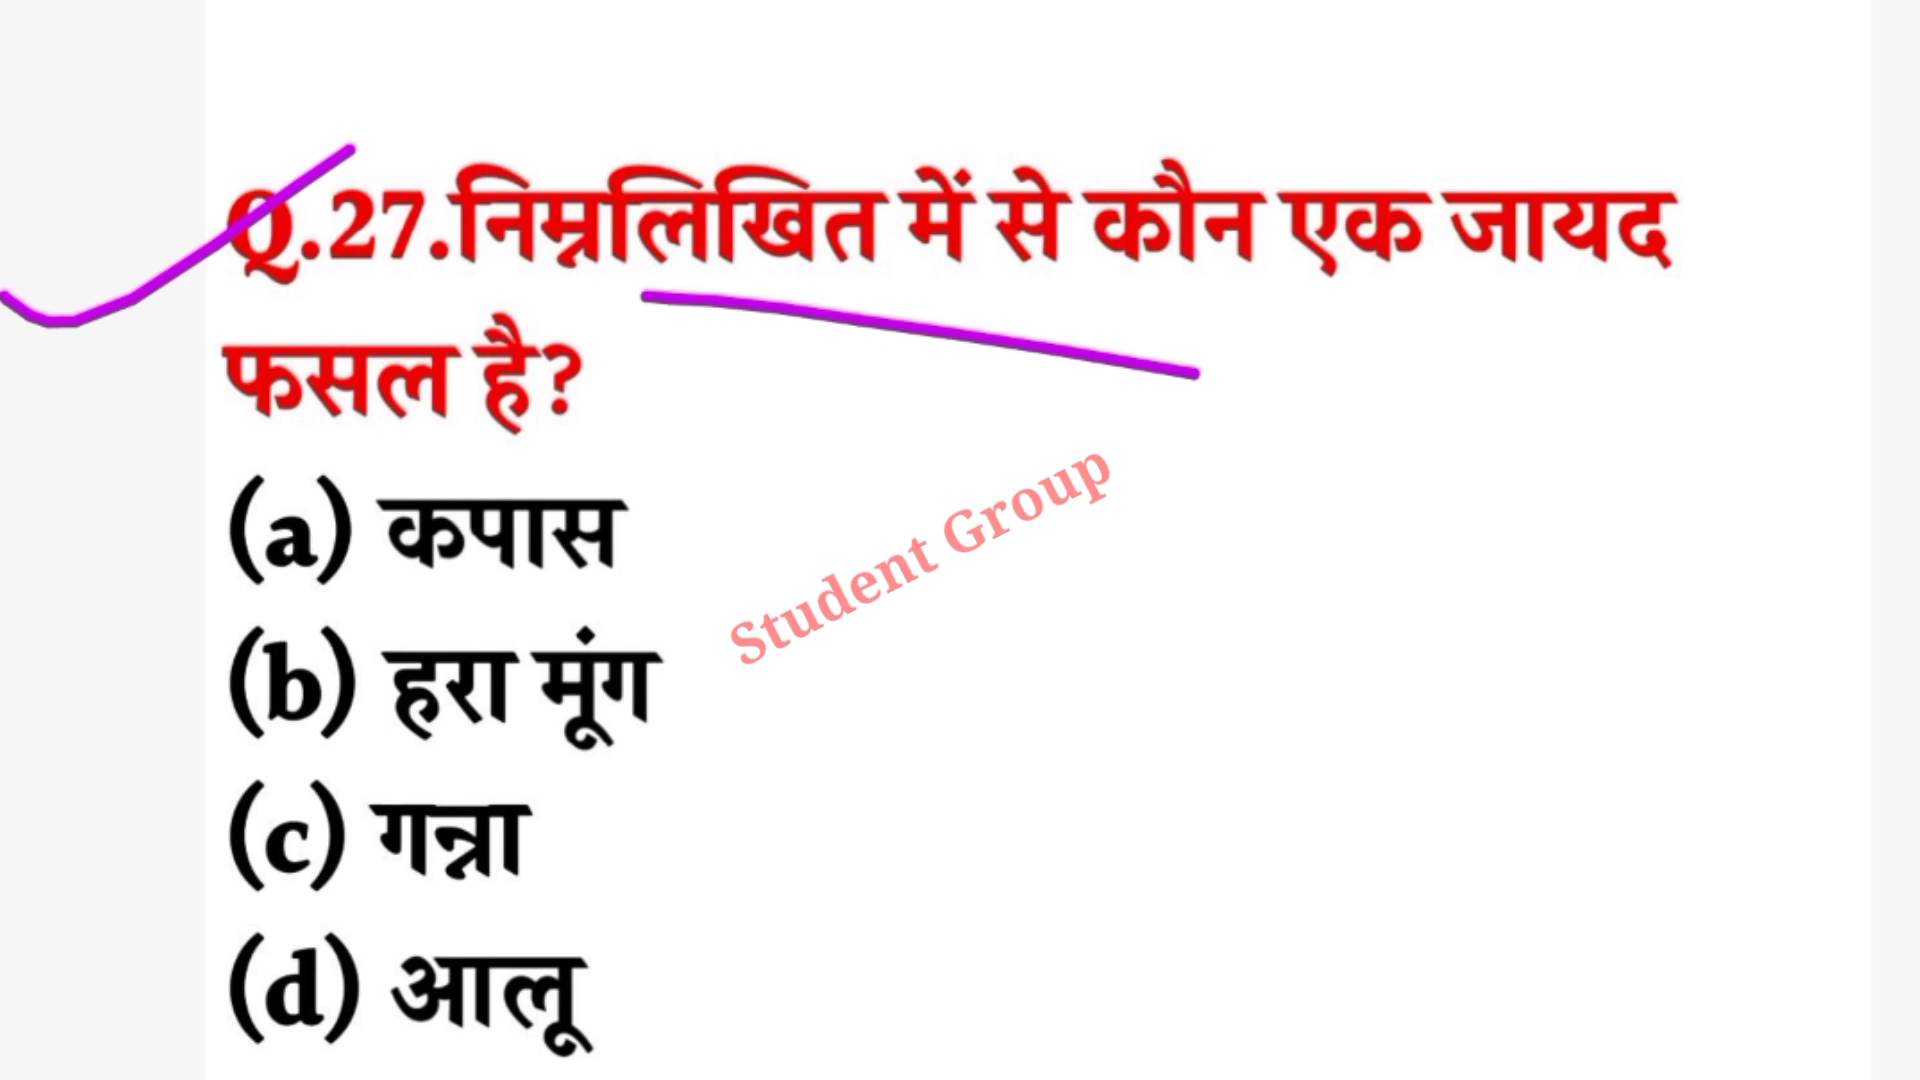 Q.27.निम्नलिखित में से कौन एक जायद
फसल है?
(a) कपास
Student Group
(b) हरा मूंग
(c) गन्ना
(d) आलू